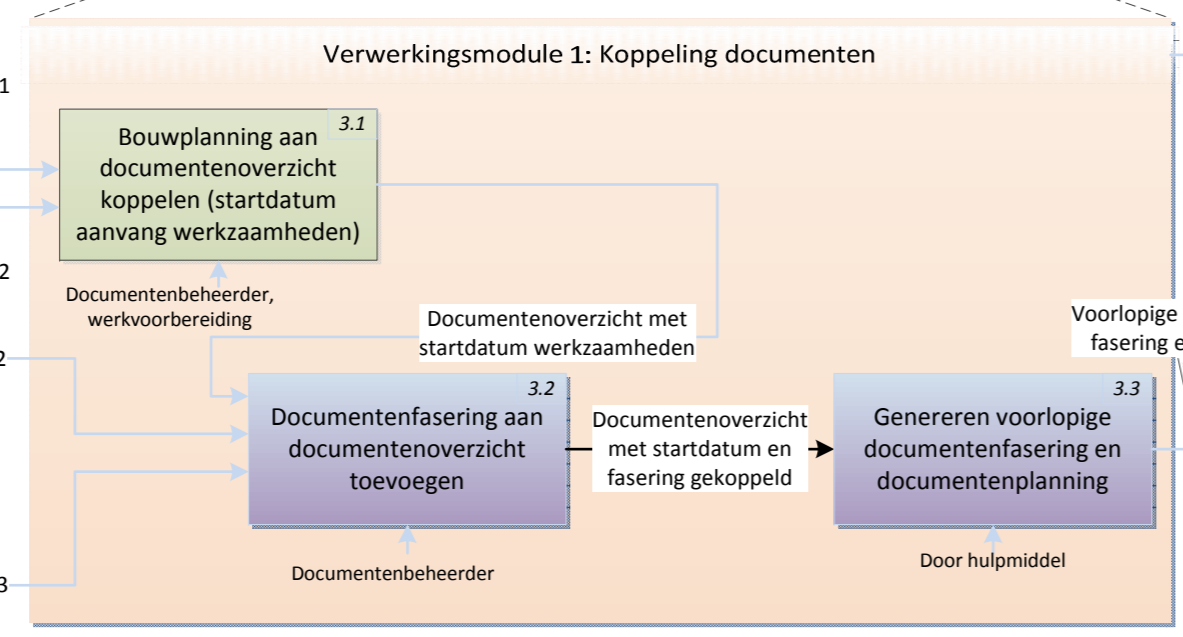 Verwerkingsmodule 1: Koppeling documenten
1
3.1
Bouwplanning aan
documentenoverzicht
koppelen (startdatum
aanvang werkzaamheden)
2
Documentenbeheerder,
werkvoorbereiding
Documentenoverzicht met
startdatum werkzaamheden
Voorlopige
fasering e
2
3.2
Documentenfasering aan
documentenoverzicht
toevoegen
Documentenoverzicht
met startdatum en
fasering gekoppeld
3.3
Genereren voorlopige
documentenfasering en
documentenplanning
Documentenbeheerder
Door hulpmiddel
3